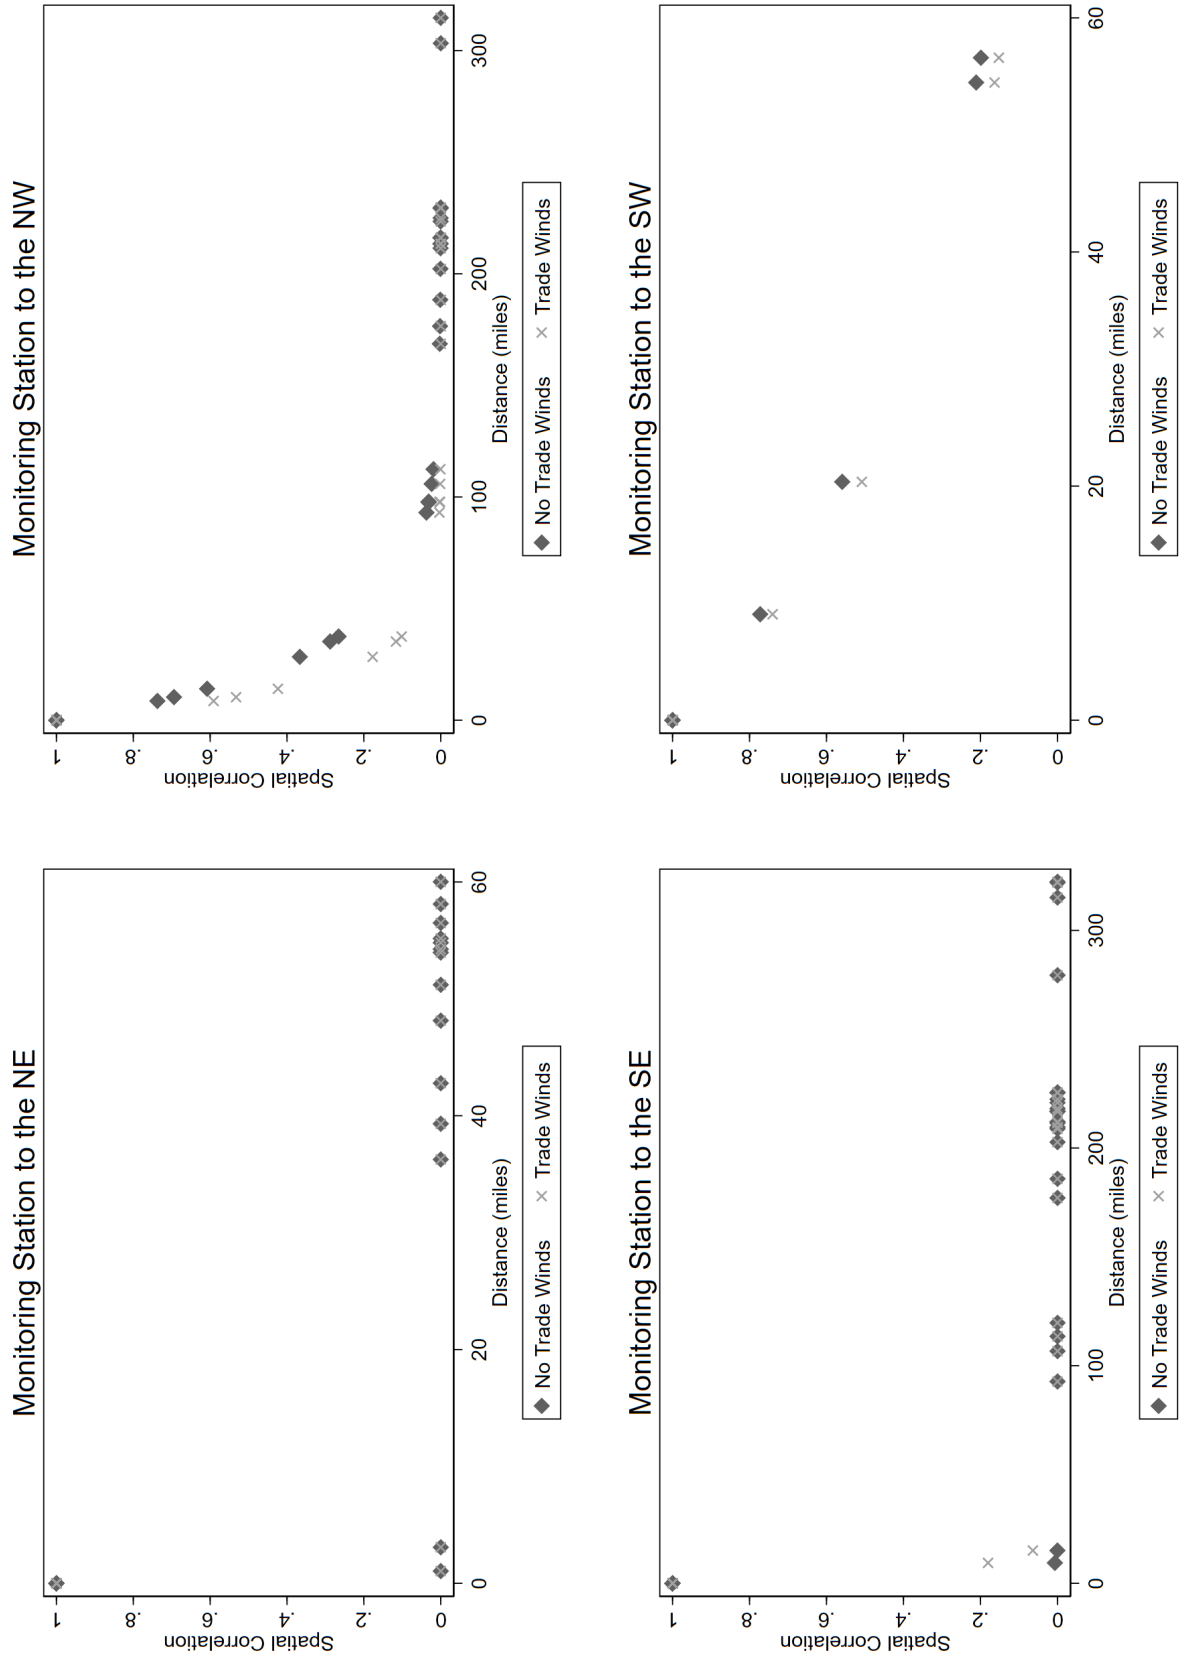 Monitoring Station to the NE
Spatial Correlation
1
.8
.6
.4
.2
0
0
20
40
60
Distance (miles)
No Trade Winds
Trade Winds
Monitoring Station to the NW
Spatial Correlation
1
.8
.6
.4
.2
0
0
100
200
300
Distance (miles)
No Trade Winds
Trade Winds
Monitoring Station to the SE
Spatial Correlation
1
.8
.6
.4
.2
0
0
100
200
300
Distance (miles)
No Trade Winds
Trade Winds
Monitoring Station to the SW
Spatial Correlation
1
.8
.6
.4
.2
0
0
20
40
60
Distance (miles)
No Trade Winds
Trade Winds